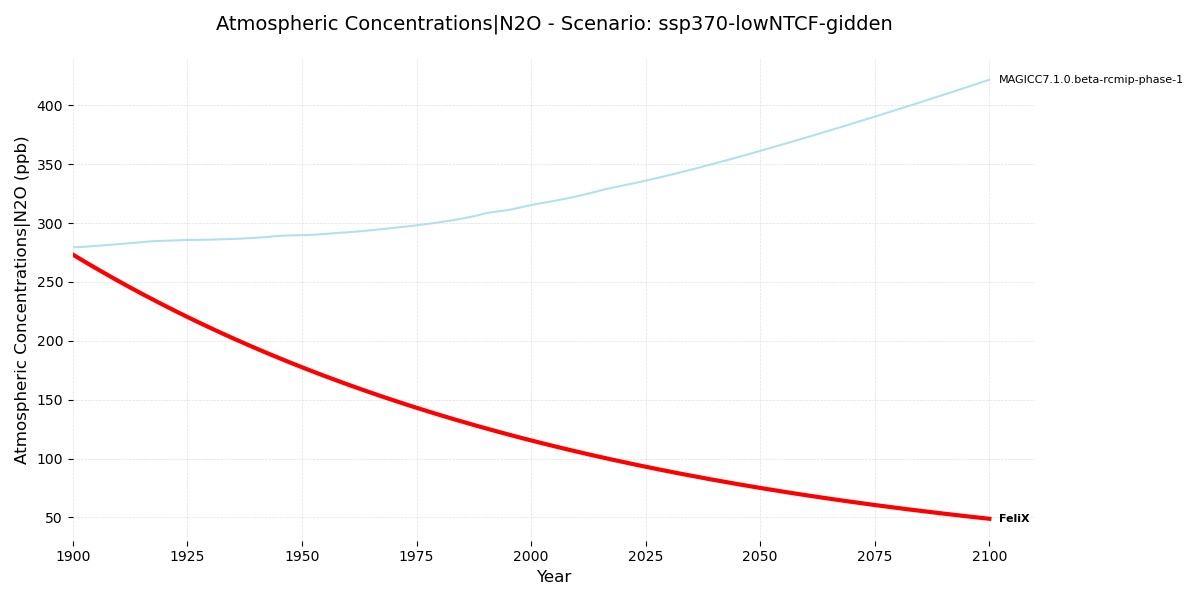 Atmospheric Concentrations|N2O - Scenario: ssp370-lowNTCF-gidden
MAGICC7.1.0.beta-rcmip-phase-1
400
350
300
250
200
150
100
50
Atmospheric Concentrations|N2O (ppb)
FeliX
1900 1925 1950 1975 2000 2025 2050 2075 2100
Year